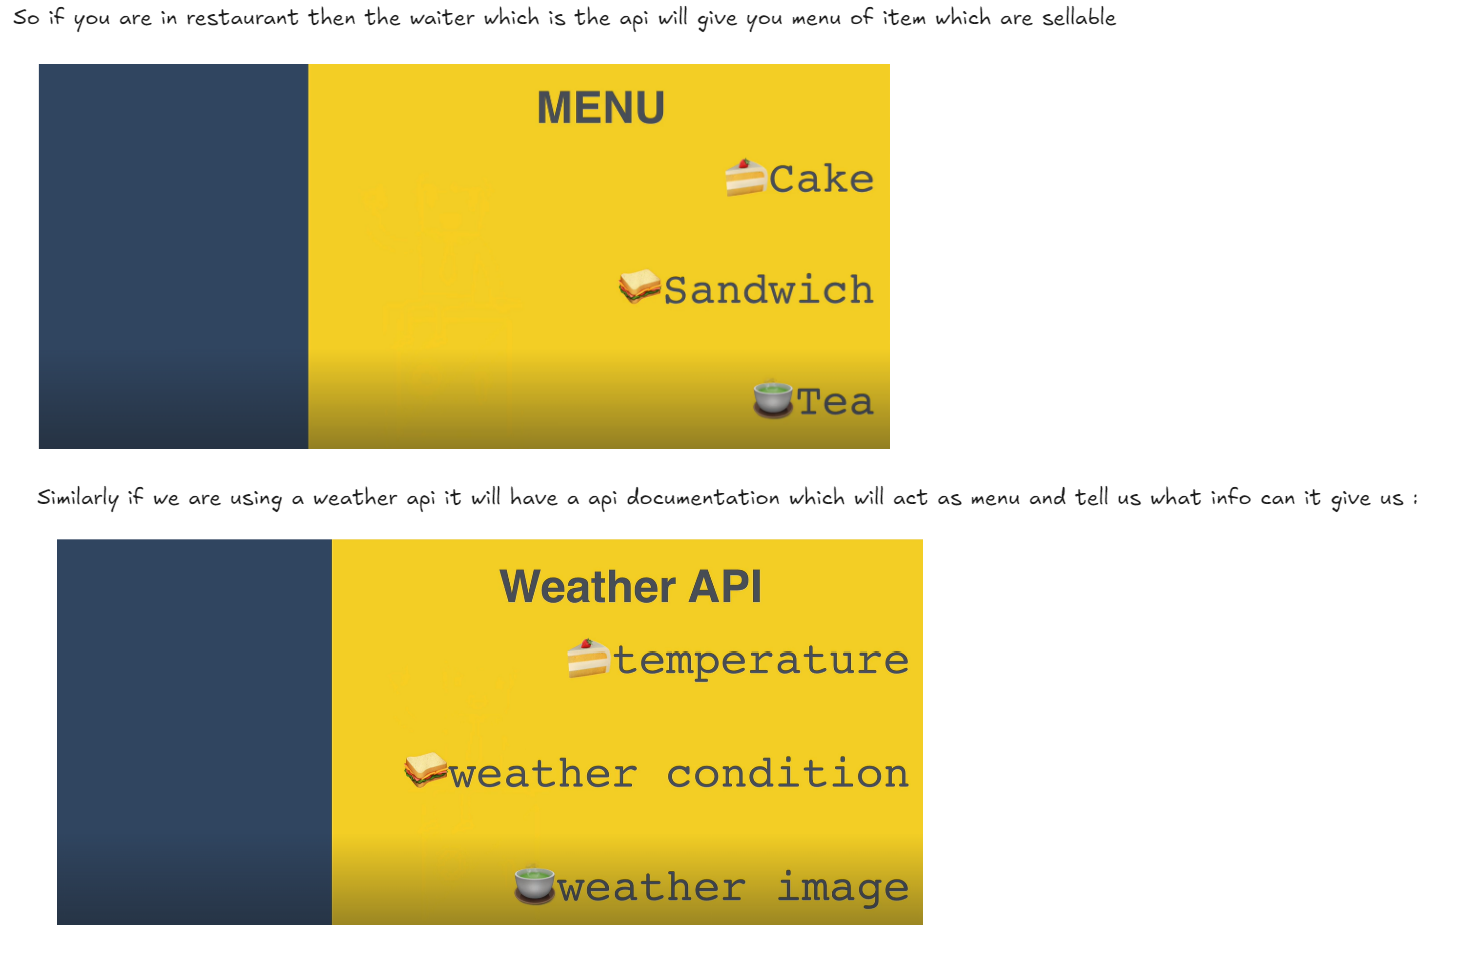 So if you are in restaurant then the waiter which is the api will give you menu of item which are sellable
MENU
Cake
Sandwich
Tea
Similarly if we are using a weather api it will have a api documentation which will act as menu and tell us what info can it give us :
Weather API
temperature
weather condition
weather image